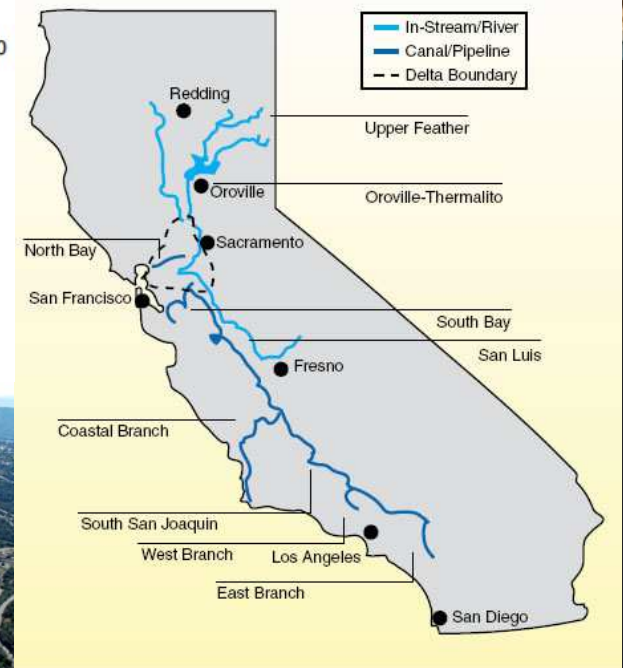 In-Stream/River
Canal/Pipeline
Delta Boundary
Redding
Upper Feather
Oroville
Oroville-Thermalito
North Bay
Sacramento
San Francisco
South Bay
San Luis
Fresno
Coastal Branch
South San Joaquin
West Branch
Los Angeles
East Branch
San Diego